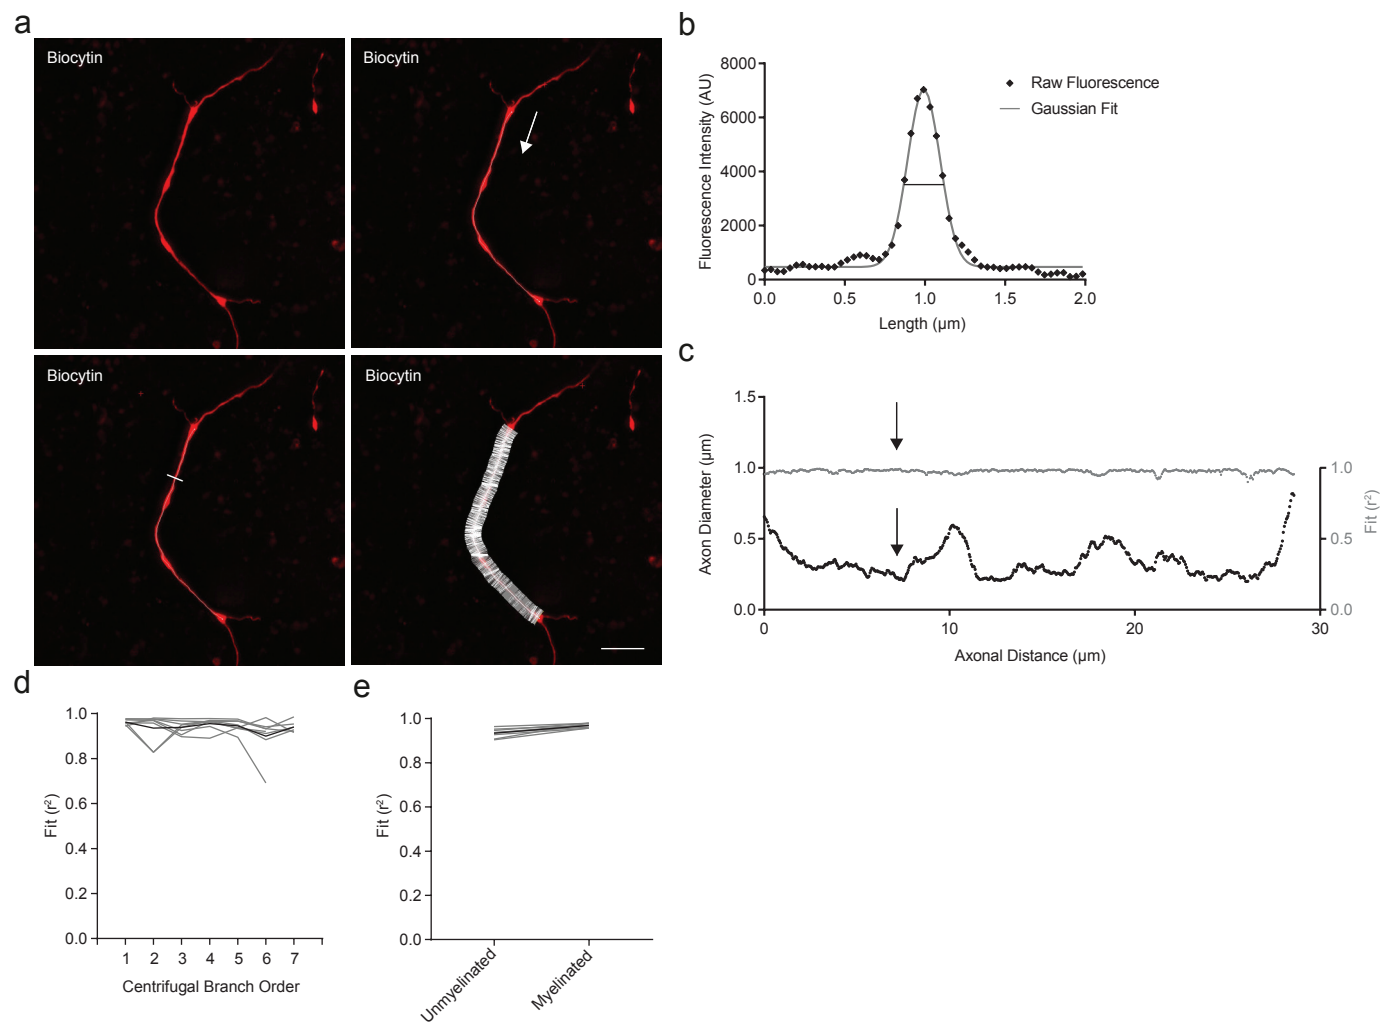 a
Biocytin
Biocytin
Biocytin
Biocytin
b
8000
6000
4000
2000
0
Fluorescence Intensity (AU)
0.0 0.5 1.0 1.5 2.0
Length (µm)
Raw Fluorescence
Gaussian Fit
c
1.5
1.0
0.5
0.0
Axon Diameter (µm)
1.0
0.5
0.0
Fit (r²)
0 10 20 30
Axonal Distance (µm)
d
1.0
0.8
0.6
0.4
0.2
0.0
Fit (r²)
1 2 3 4 5 6 7
Centrifugal Branch Order
e
1.0
0.8
0.6
0.4
0.2
0.0
Fit (r²)
Unmyelinated
Myelinated